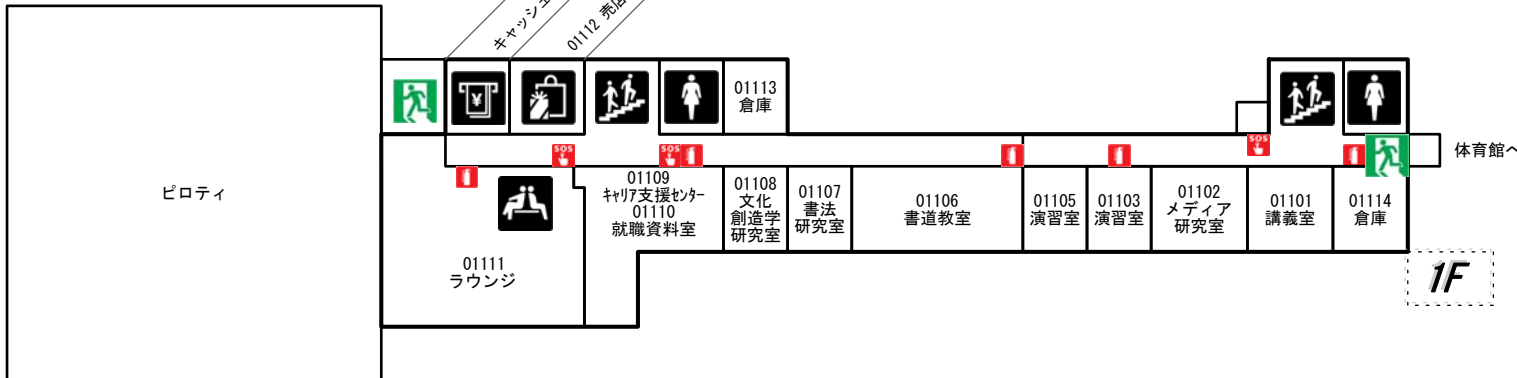 キャッシュ
01112 売店
01113
倉庫
SOS
SOS
SOS
体育館へ
ピロティ
01109
ｷｬﾘｱ支援ｾﾝﾀｰ
01110
就職資料室
01108
文化
創造学
研究室
01107
書法
研究室
01106
書道教室
01105
演習室
01103
演習室
01102
メディア
研究室
01101
講義室
01114
倉庫
01111
ラウンジ
1F
¥